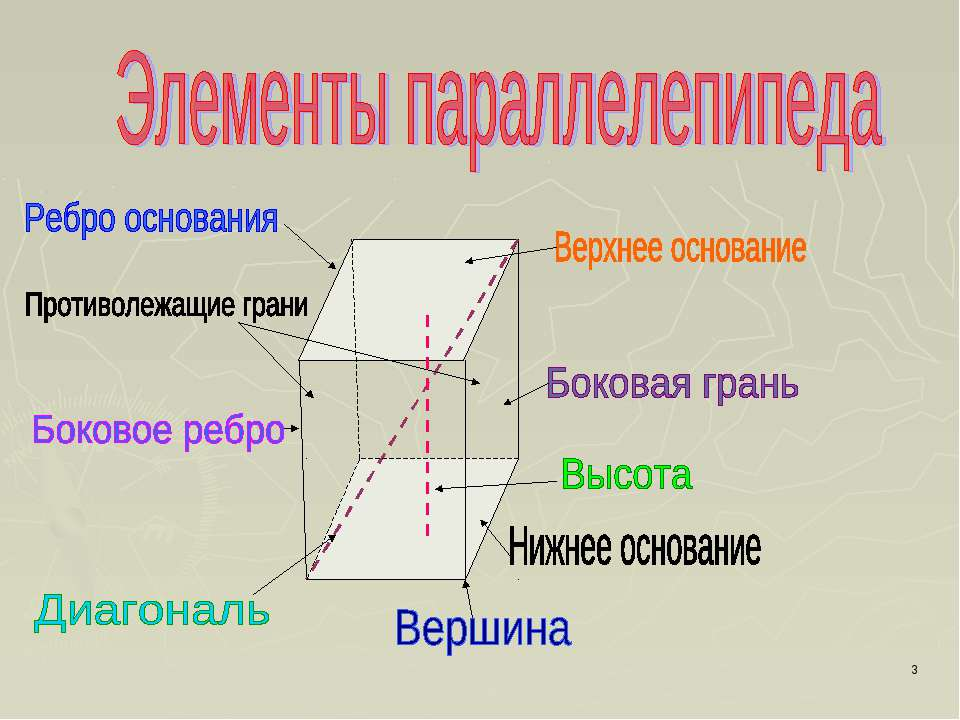 Элементы параллелепипеда
Ребро основания
Верхнее основание
Противолежащие грани
Боковая грань
Боковое ребро
Высота
Нижнее основание
Диагональ
Вершина
3